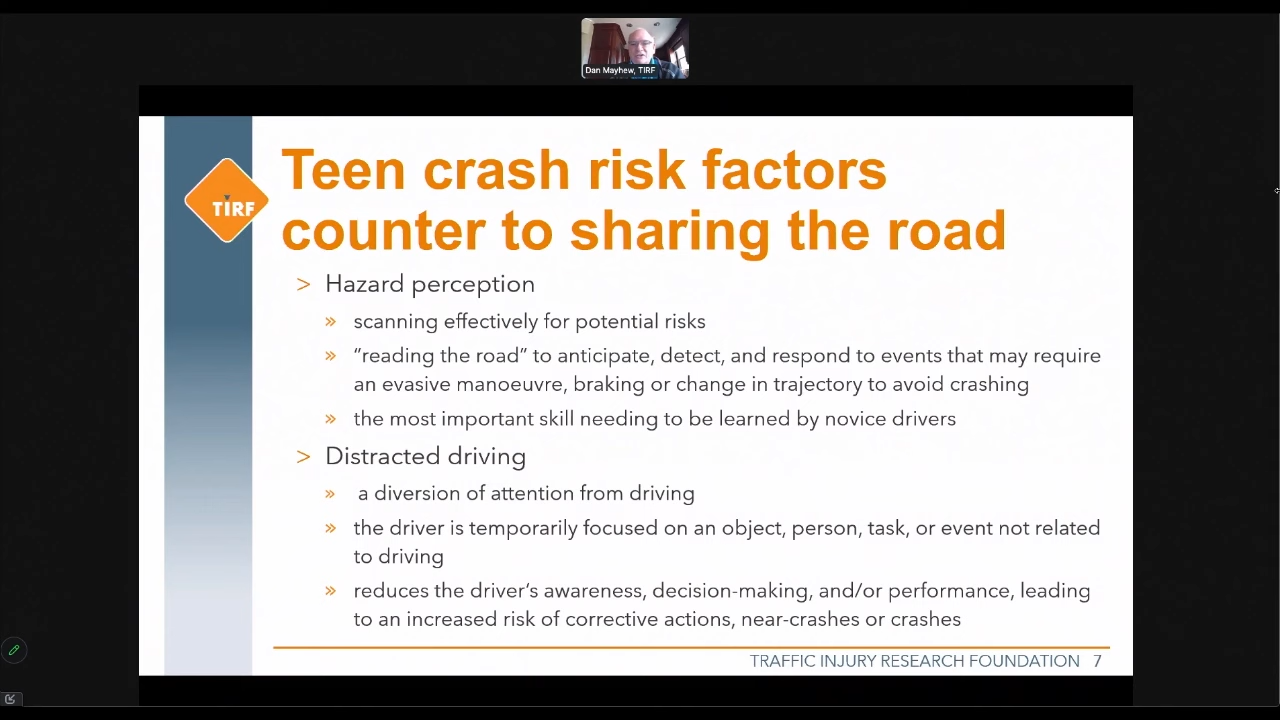 Dan Mayhew, TIRF
TIRF
Teen crash risk factors
counter to sharing the road
> Hazard perception
» scanning effectively for potential risks
» “reading the road” to anticipate, detect, and respond to events that may require
an evasive manoeuvre, braking or change in trajectory to avoid crashing
» the most important skill needing to be learned by novice drivers
> Distracted driving
» a diversion of attention from driving
» the driver is temporarily focused on an object, person, task, or event not related
to driving
» reduces the driver’s awareness, decision-making, and/or performance, leading
to an increased risk of corrective actions, near-crashes or crashes
TRAFFIC INJURY RESEARCH FOUNDATION 7